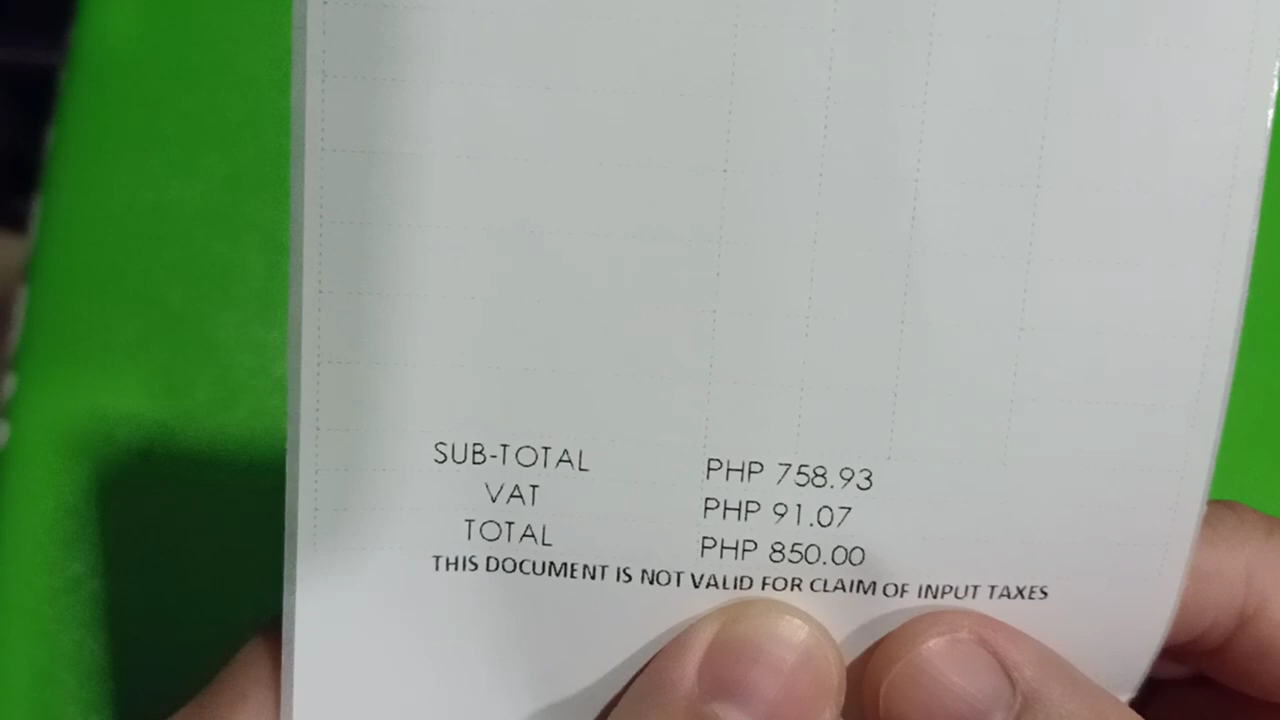 SUB-TOTAL PHP 758.93
VAT PHP 91.07
TOTAL PHP 850.00
THIS DOCUMENT IS NOT VALID FOR CLAIM OF INPUT TAXES